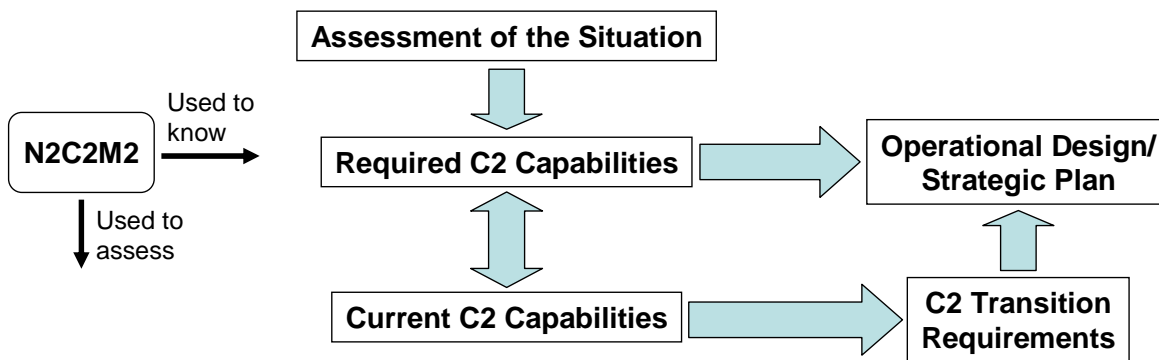 Assessment of the Situation
Used to
know
N2C2M2
Required C2 Capabilities
Operational Design/
Strategic Plan
Used to
assess
Current C2 Capabilities
C2 Transition
Requirements